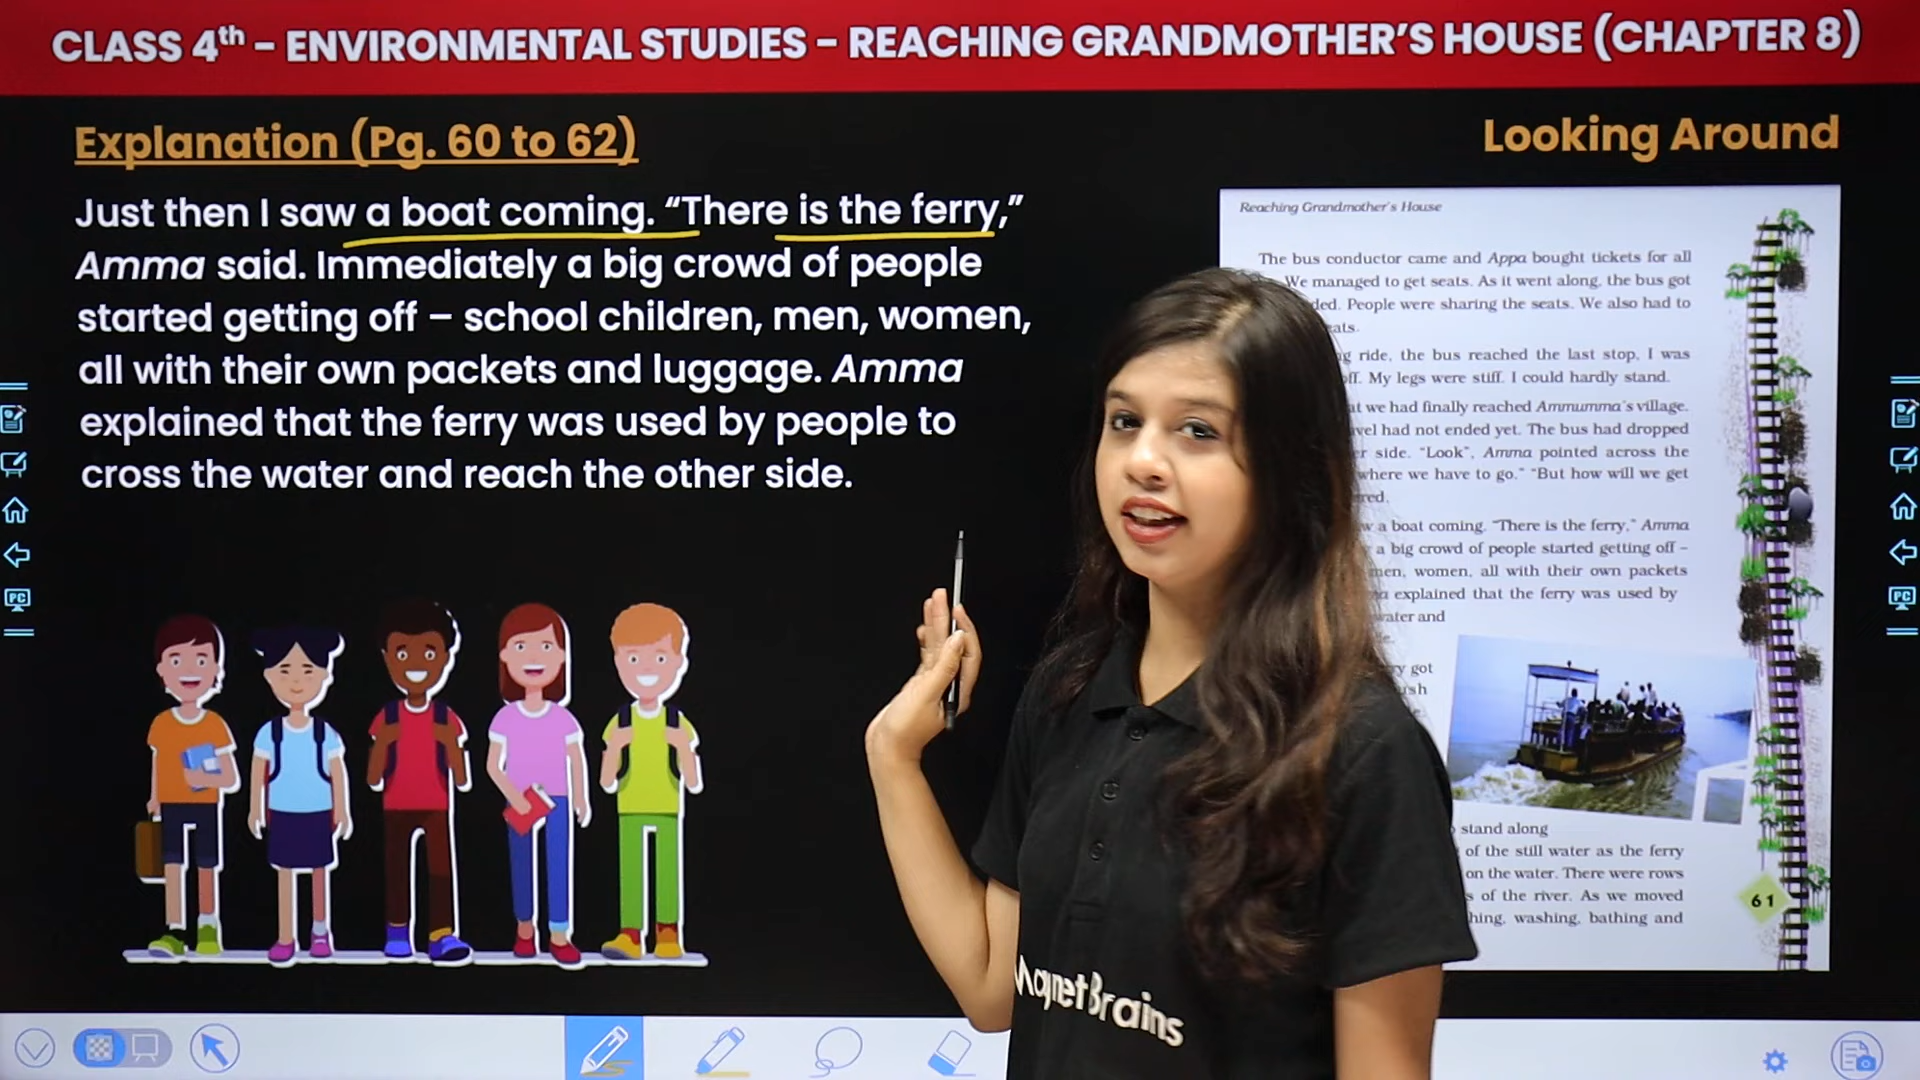 CLASS 4th – ENVIRONMENTAL STUDIES – REACHING GRANDMOTHER'S HOUSE (CHAPTER 8)
Explanation (Pg. 60 to 62)
Looking Around
Just then I saw a boat coming. “There is the ferry,”
Amma said. Immediately a big crowd of people
started getting off – school children, men, women,
all with their own packets and luggage. Amma
explained that the ferry was used by people to
cross the water and reach the other side.
Reaching Grandmother's House
The bus conductor came and Appa bought tickets for all
We managed to get seats. As it went along, the bus got
People were sharing the seats. We also had to
ride, the bus reached the last stop, I was
off. My legs were stiff. I could hardly stand.
we had finally reached Ammumma's village.
had not ended yet. The bus had dropped
side. “Look”, Amma pointed across the
where we have to go.” “But how will we get
a boat coming. “There is the ferry,” Amma
a big crowd of people started getting off –
men, women, all with their own packets
explained that the ferry was used by
water and
got
stand along
of the still water as the ferry
on the water. There were rows
of the river. As we moved
washing, bathing and
61
PC
PC
MagnetBrains